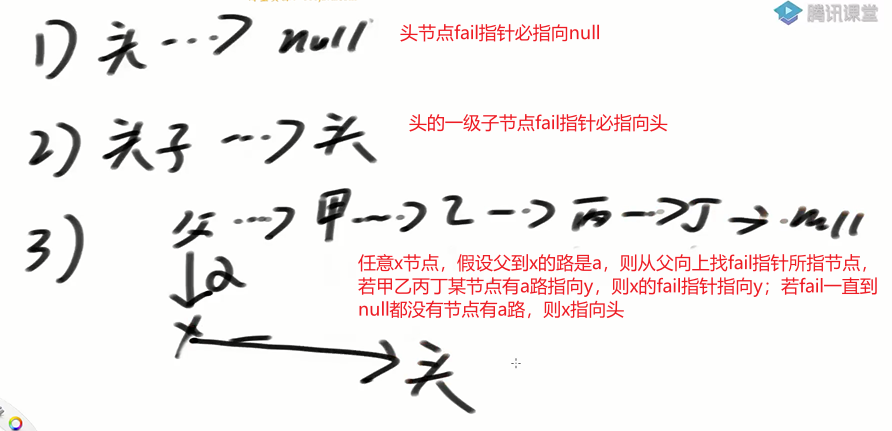 腾讯课堂
1) 头 ---> null
头节点fail指针必指向null
2) 头子 ---> 头
头的一级子节点fail指针必指向头
3) 父 ---> 甲 ---> 乙 ---> 丙 ---> 丁 -> null
a
任意x节点，假设父到x的路是a，则从父向上找fail指针所指节点，
若甲乙丙丁某节点有a路指向y，则x的fail指针指向y；若fail一直到
null都没有节点有a路，则x指向头
x
头